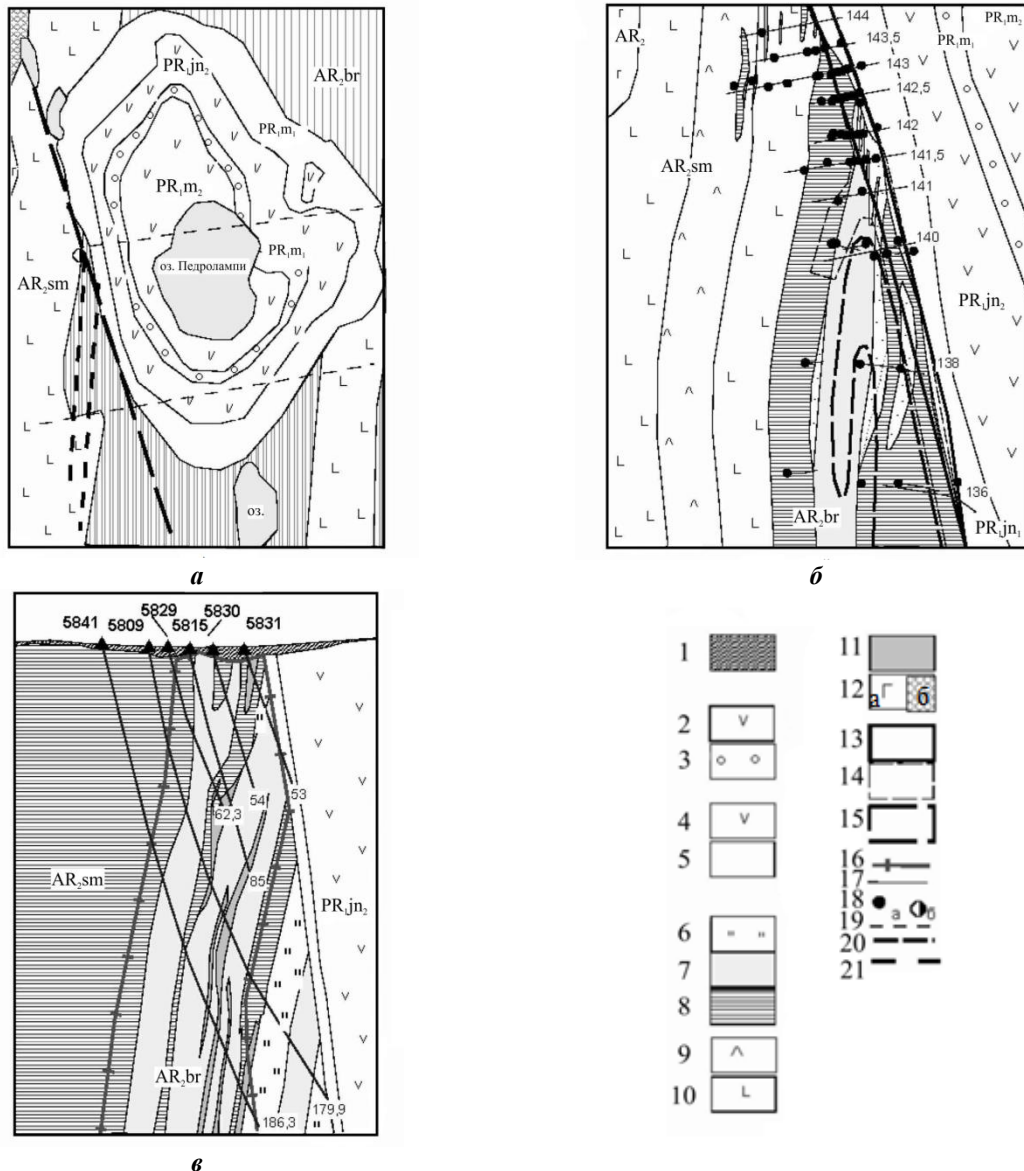 PR₁jn₂
AR₂br
PR₁m₁
PR₁m₂
PR₁m₁
оз. Педролампи
AR₂sm
оз.
а
AR₂
144
143,5
143
142,5
142
141,5
141
140
138
136
PR₁m₂
PR₁m₁
AR₂sm
PR₁jn₂
AR₂br
PR₁jn₁
б
5841
5809
5829
5815
5830
5831
53
54
62,3
85
AR₂sm
PR₁jn₂
AR₂br
179,9
186,3
в
1
2
3
4
5
6
7
8
9
10
11
12 а б
13
14
15
16
17
18 а б
19
20
21